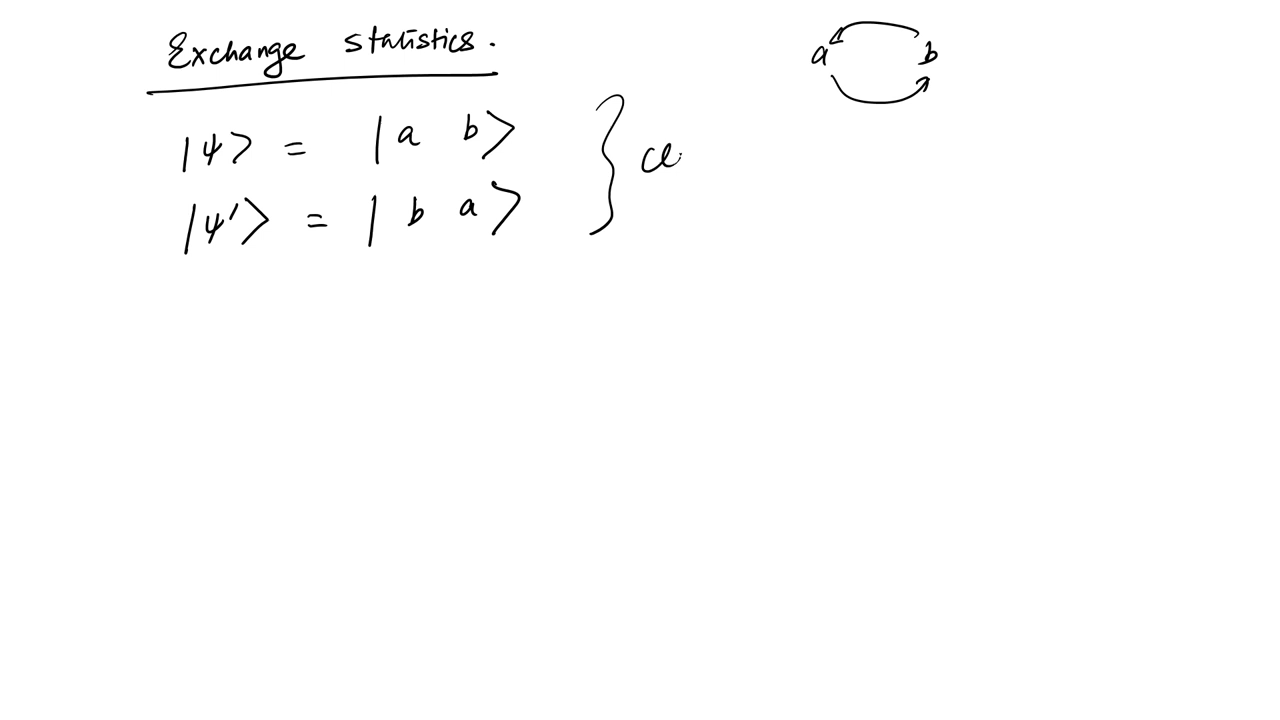 Exchange statistics.
a b
|ψ> = |a b>
|ψ'> = |b a>